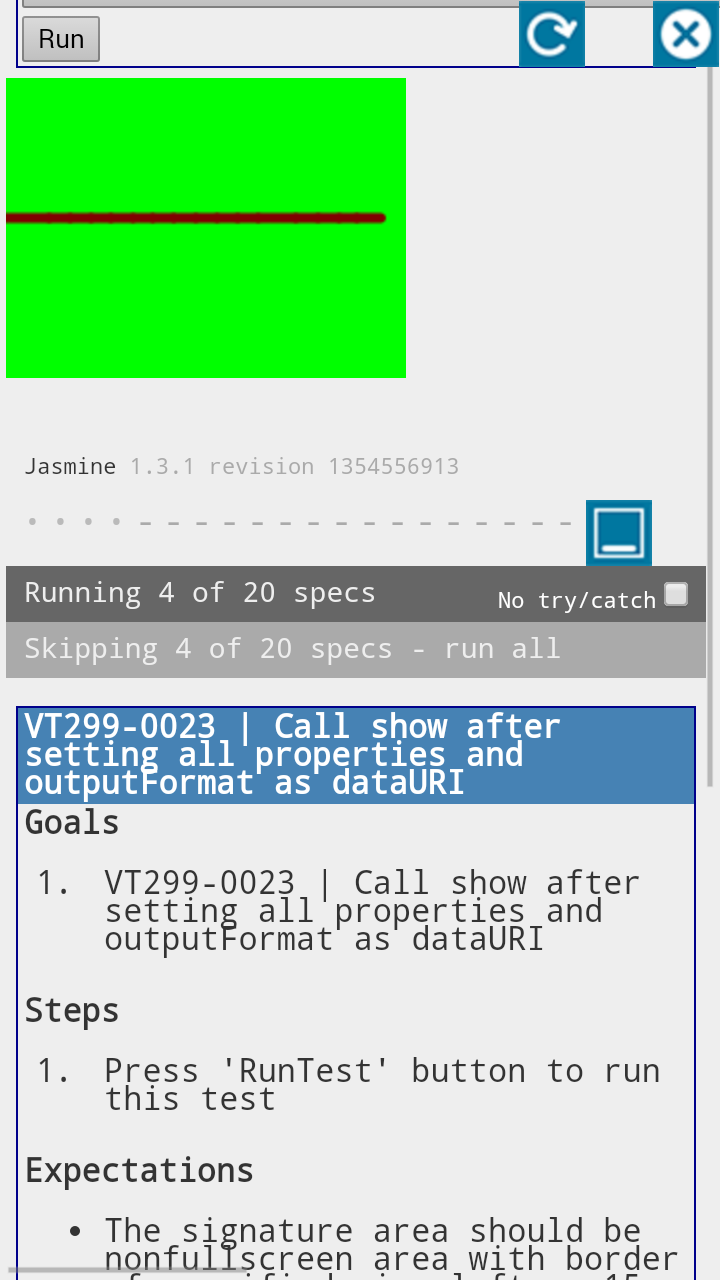 Run
Jasmine 1.3.1 revision 1354556913
Running 4 of 20 specs
No try/catch
Skipping 4 of 20 specs - run all
VT299-0023 | Call show after
setting all properties and
outputFormat as dataURI
Goals
1. VT299-0023 | Call show after
setting all properties and
outputFormat as dataURI
Steps
1. Press 'RunTest' button to run
this test
Expectations
• The signature area should be
nonfullscreen area with border